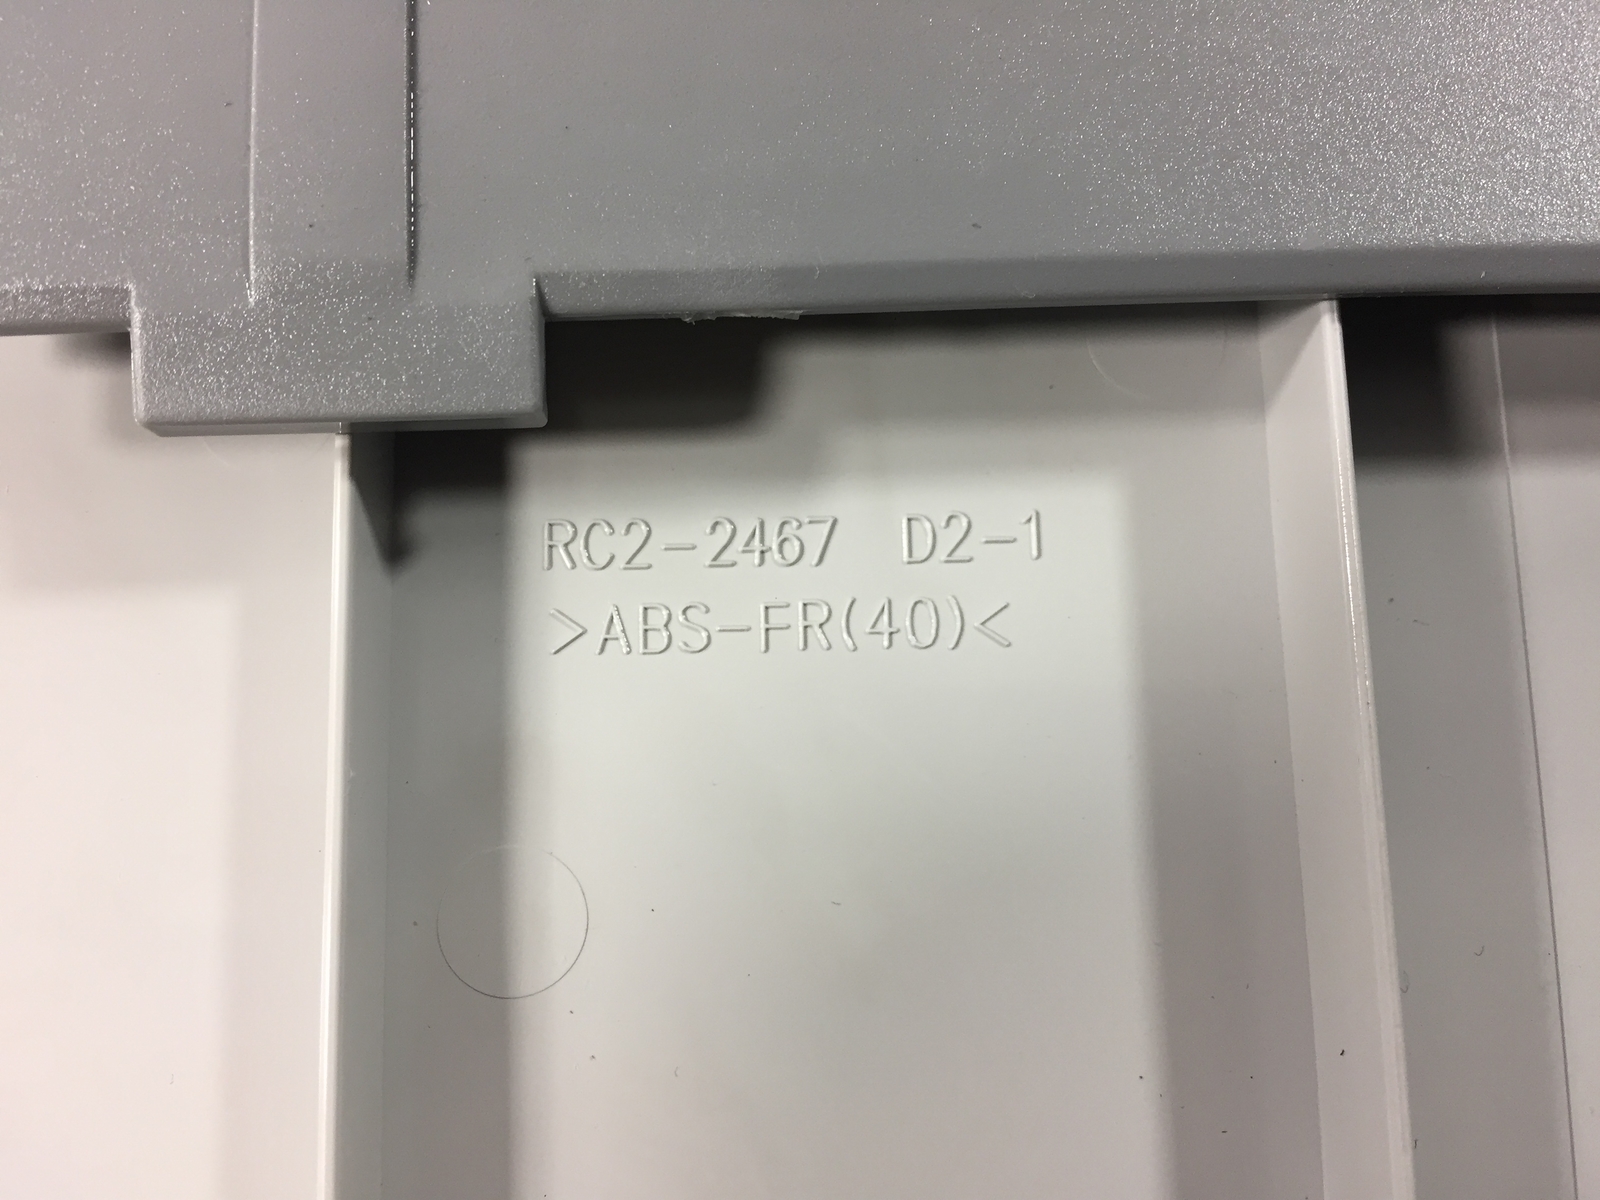 RC2-2467 D2-1
>ABS-FR(40)<